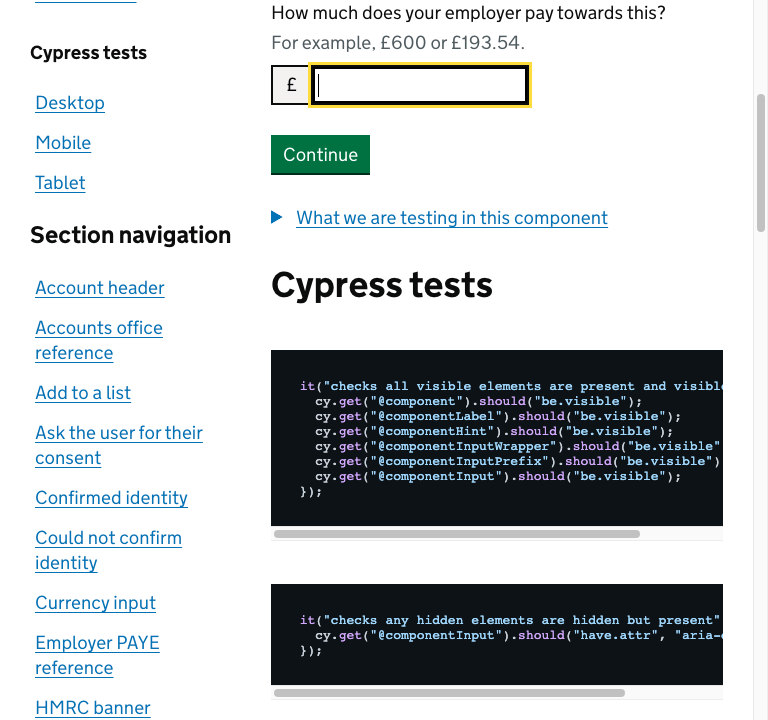 Cypress tests
Desktop
Mobile
Tablet
Section navigation
Account header
Accounts office
reference
Add to a list
Ask the user for their
consent
Confirmed identity
Could not confirm
identity
Currency input
Employer PAYE
reference
HMRC banner
How much does your employer pay towards this?
For example, £600 or £193.54.
£
Continue
What we are testing in this component
Cypress tests
it("checks all visible elements are present and visibl
cy.get("@component").should("be.visible");
cy.get("@componentLabel").should("be.visible");
cy.get("@componentHint").should("be.visible");
cy.get("@componentInputWrapper").should("be.visible"
cy.get("@componentInputPrefix").should("be.visible")
cy.get("@componentInput").should("be.visible");
});
it("checks any hidden elements are hidden but present"
cy.get("@componentInput").should("have.attr", "aria-
});